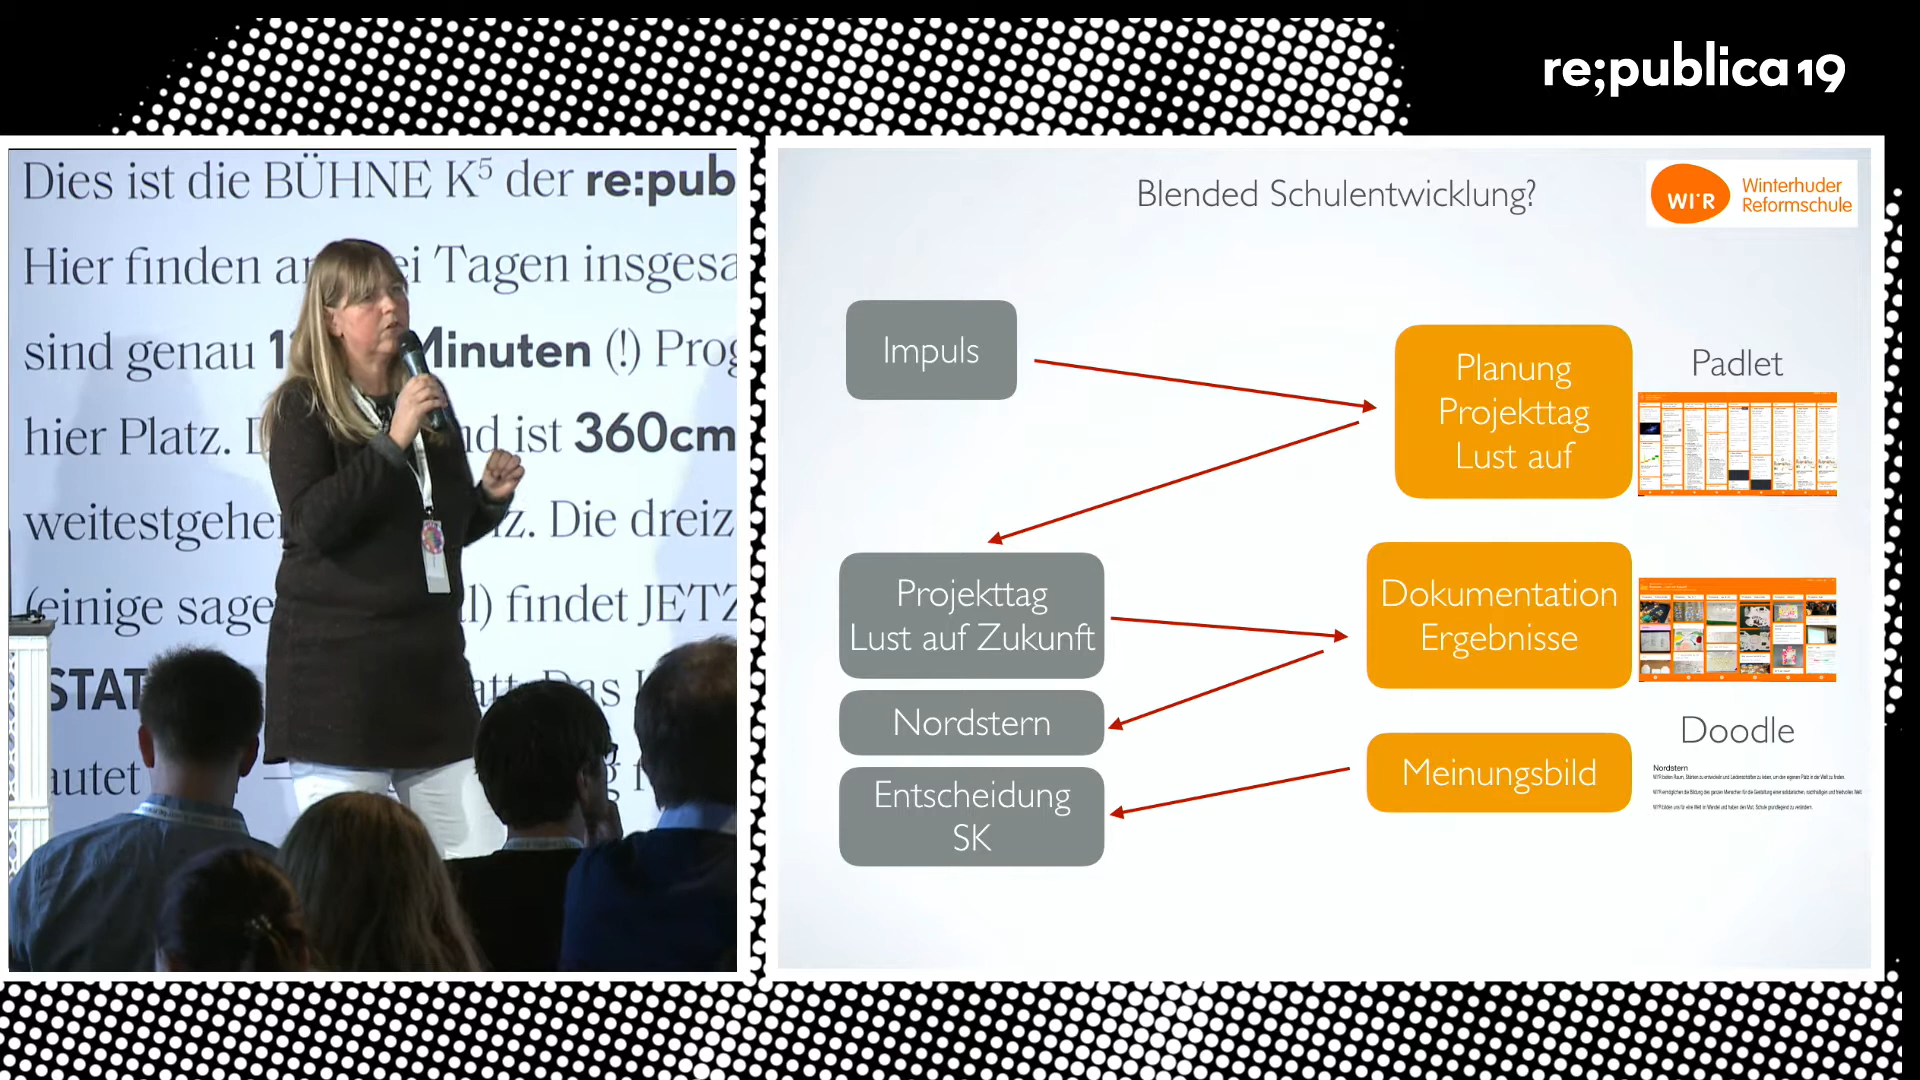 re;publica 19
Dies ist die BÜHNE K⁵ der re:pub
Hier finden an ei Tagen insgesa
sind genau 1 Minuten (!) Prog
hier Platz. D nd ist 360cm
weitestgehe z. Die dreiz
(einige sage l) findet JETZ
STAT att Das
autet
Blended Schulentwicklung?
WI'R Winterhuder
Reformschule
Impuls
Planung
Projekttag
Lust auf
Padlet
Projekttag
Lust auf Zukunft
Dokumentation
Ergebnisse
Nordstern
Entscheidung
SK
Meinungsbild
Doodle
Nordstern